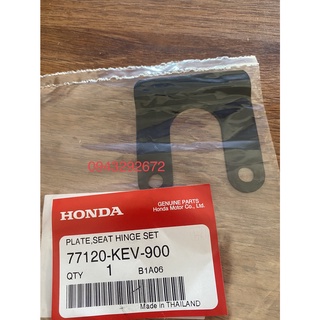 HONDA
GENUINE PARTS
Honda Motor Co., Ltd.
PLATE,SEAT HINGE SET
77120-KEV-900
QTY 1 B1A06
Made in THAILAND